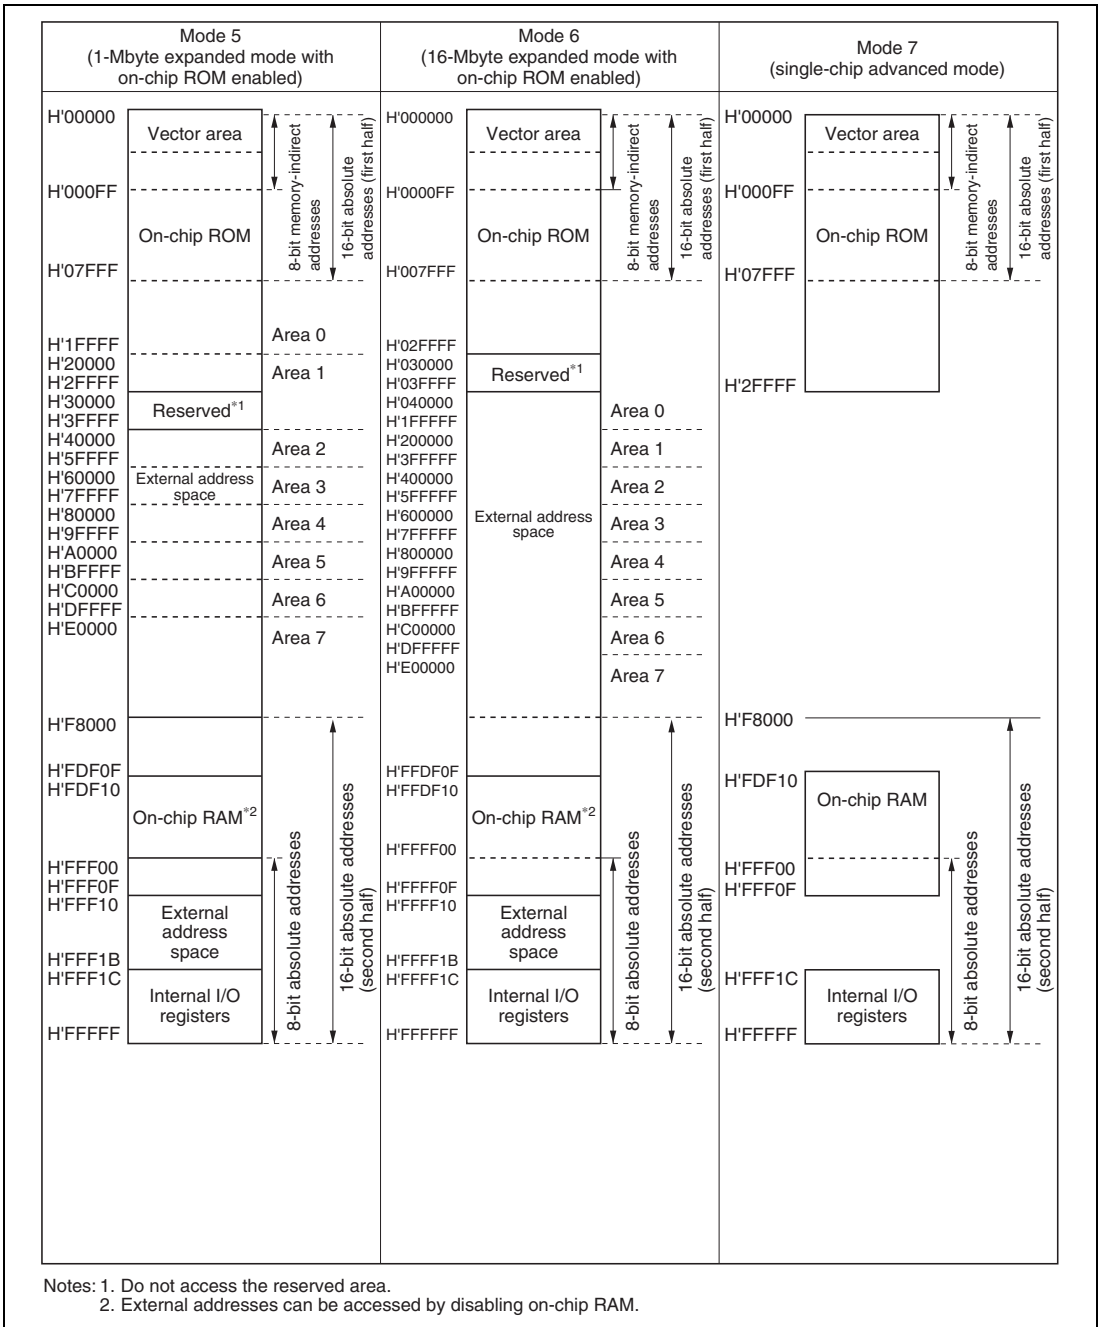 Mode 5
(1-Mbyte expanded mode with
on-chip ROM enabled)
H'00000
Vector area
H'000FF
On-chip ROM
H'07FFF
8-bit memory-indirect
addresses
16-bit absolute
addresses (first half)
H'1FFFF
Area 0
H'20000
H'2FFFF
Area 1
H'30000
H'3FFFF
Reserved*1
H'40000
H'5FFFF
Area 2
H'60000
H'7FFFF
External address
space
Area 3
H'80000
H'9FFFF
Area 4
H'A0000
H'BFFFF
Area 5
H'C0000
H'DFFFF
Area 6
H'E0000
Area 7
H'F8000
H'FDF0F
H'FDF10
On-chip RAM*2
H'FFF00
H'FFF0F
H'FFF10
External
address
space
H'FFF1B
H'FFF1C
Internal I/O
registers
H'FFFFF
8-bit absolute addresses
16-bit absolute addresses
(second half)
Mode 6
(16-Mbyte expanded mode with
on-chip ROM enabled)
H'000000
Vector area
H'0000FF
On-chip ROM
H'007FFF
8-bit memory-indirect
addresses
16-bit absolute
addresses (first half)
H'02FFFF
H'030000
H'03FFFF
Reserved*1
H'040000
H'1FFFFF
Area 0
H'200000
H'3FFFFF
Area 1
H'400000
H'5FFFFF
Area 2
H'600000
H'7FFFFF
External address
space
Area 3
H'800000
H'9FFFFF
Area 4
H'A00000
H'BFFFFF
Area 5
H'C00000
H'DFFFFF
Area 6
H'E00000
Area 7
H'FFDF0F
H'FFDF10
On-chip RAM*2
H'FFFF00
H'FFFF0F
H'FFFF10
External
address
space
H'FFFF1B
H'FFFF1C
Internal I/O
registers
H'FFFFFF
8-bit absolute addresses
16-bit absolute addresses
(second half)
Mode 7
(single-chip advanced mode)
H'00000
Vector area
H'000FF
On-chip ROM
H'07FFF
8-bit memory-indirect
addresses
16-bit absolute
addresses (first half)
H'2FFFF
H'F8000
H'FDF10
On-chip RAM
H'FFF00
H'FFF0F
H'FFF1C
Internal I/O
registers
H'FFFFF
8-bit absolute addresses
16-bit absolute addresses
(second half)
Notes: 1. Do not access the reserved area.
2. External addresses can be accessed by disabling on-chip RAM.